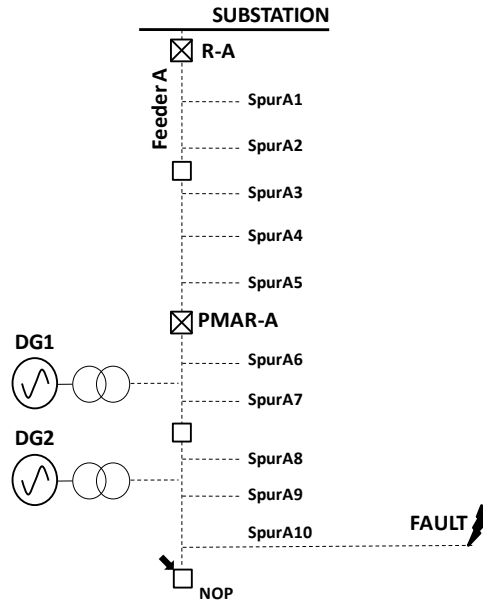 SUBSTATION
R-A
Feeder A
SpurA1
SpurA2
SpurA3
SpurA4
SpurA5
PMAR-A
DG1
SpurA6
SpurA7
DG2
SpurA8
SpurA9
SpurA10
FAULT
NOP